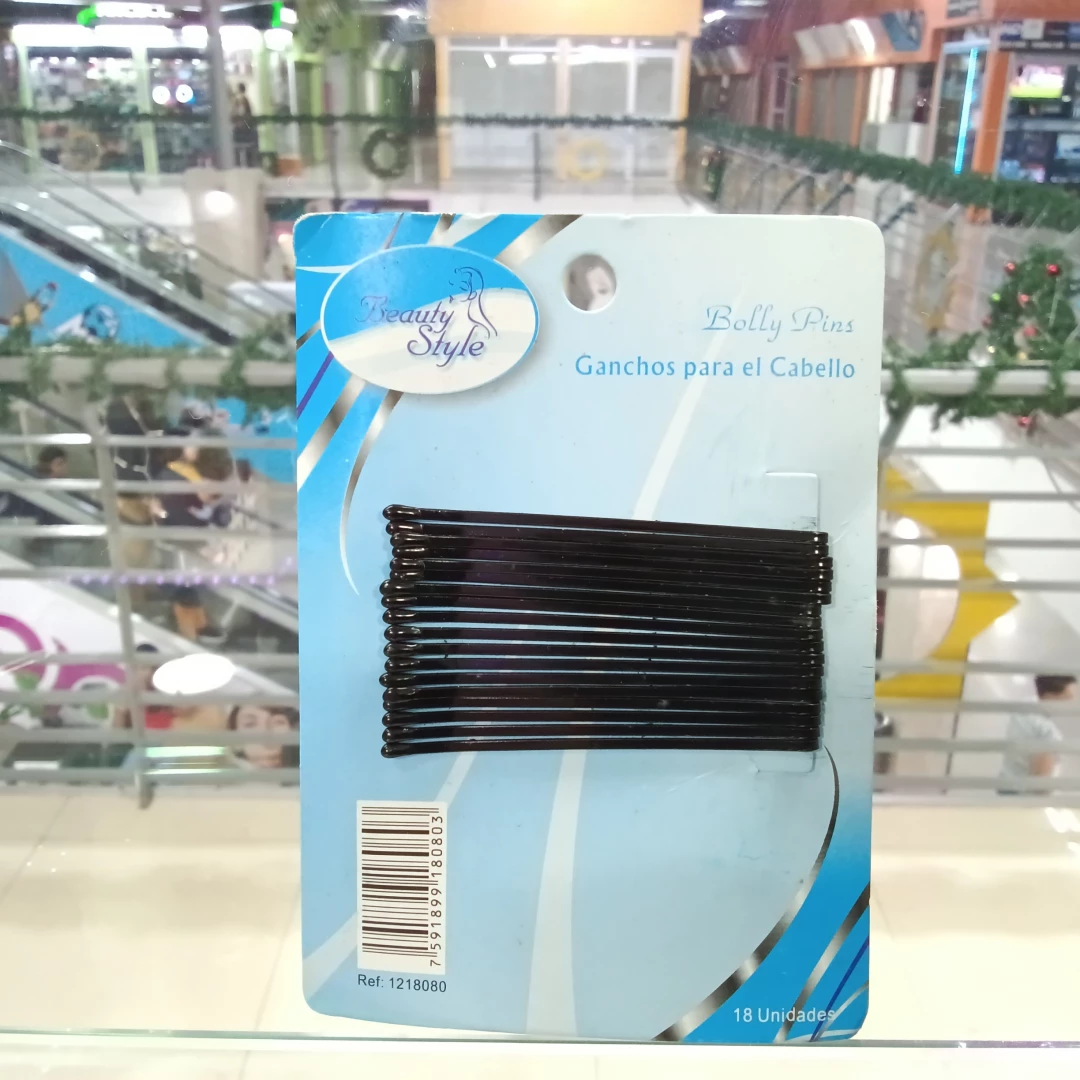 Beauty
Style
Bolly Pins
Ganchos para el Cabello
7591899180803
Ref: 1218080
18 Unidades